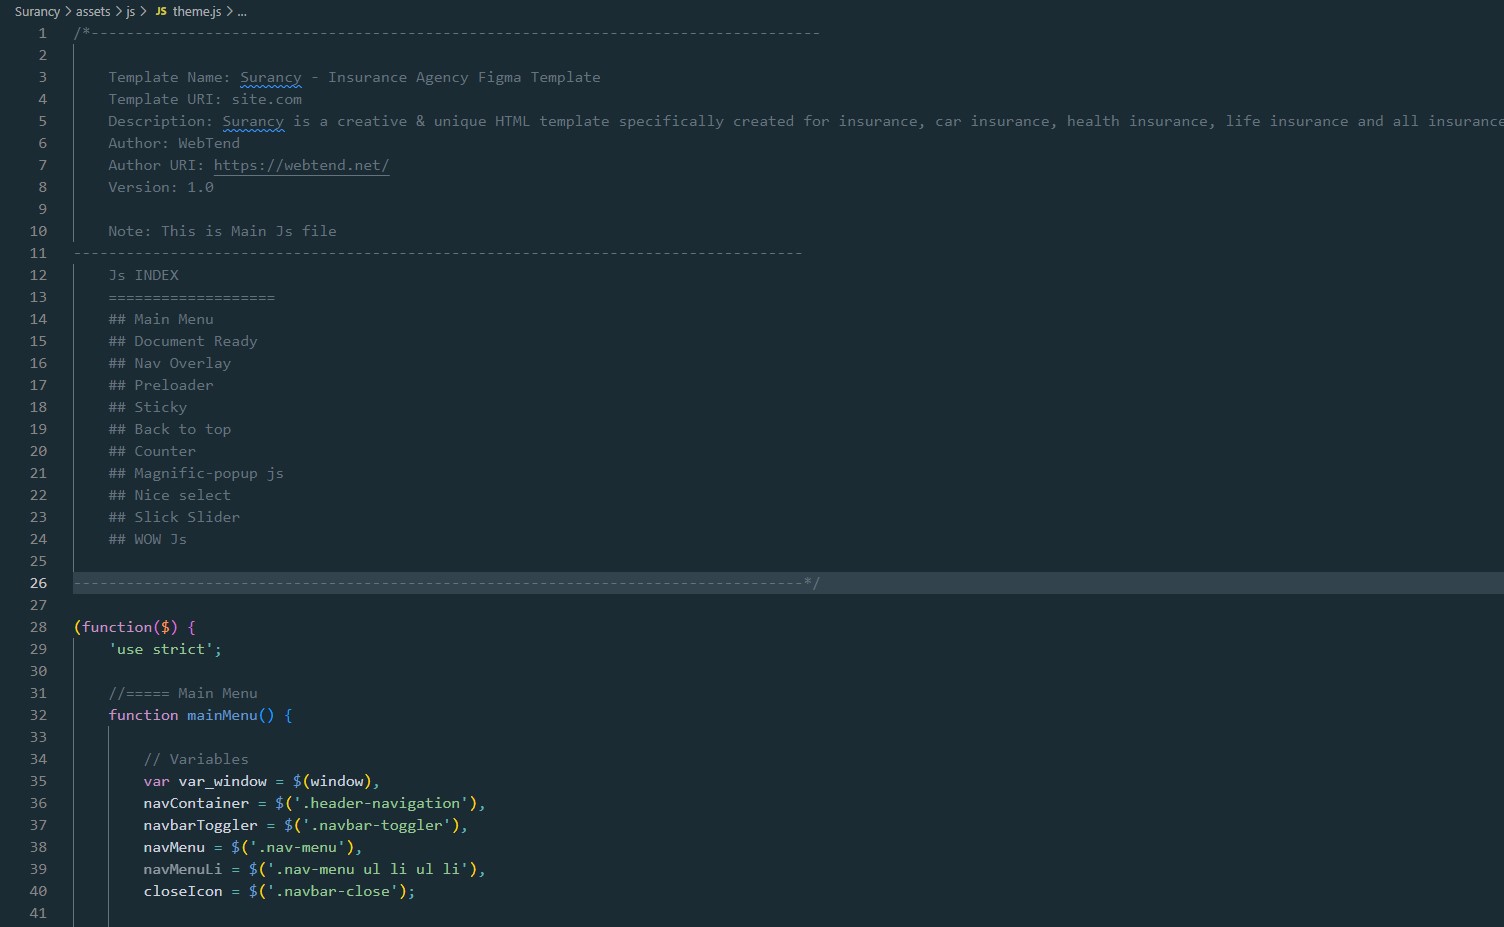 Surancy > assets > js > JS theme.js > ...
1 /*-----------------------------------------------------------------------------------
2
3 Template Name: Surancy - Insurance Agency Figma Template
4 Template URI: site.com
5 Description: Surancy is a creative & unique HTML template specifically created for insurance, car insurance, health insurance, life insurance and all insurance
6 Author: WebTend
7 Author URI: https://webtend.net/
8 Version: 1.0
9
10 Note: This is Main Js file
11 -----------------------------------------------------------------------------------
12 Js INDEX
13 ===================
14 ## Main Menu
15 ## Document Ready
16 ## Nav Overlay
17 ## Preloader
18 ## Sticky
19 ## Back to top
20 ## Counter
21 ## Magnific-popup js
22 ## Nice select
23 ## Slick Slider
24 ## WOW Js
25
26 -----------------------------------------------------------------------------------*/
27
28 (function($) {
29 'use strict';
30
31 //===== Main Menu
32 function mainMenu() {
33
34 // Variables
35 var var_window = $(window),
36 navContainer = $('.header-navigation'),
37 navbarToggler = $('.navbar-toggler'),
38 navMenu = $('.nav-menu'),
39 navMenuLi = $('.nav-menu ul li ul li'),
40 closeIcon = $('.navbar-close');
41